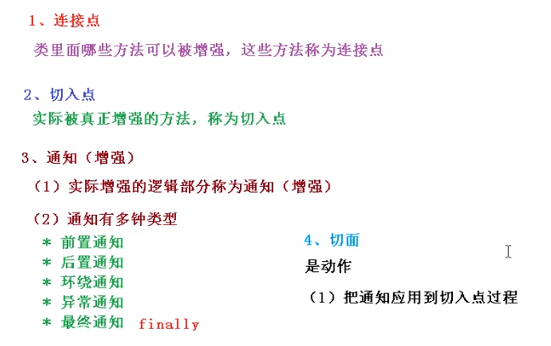 1、连接点
类里面哪些方法可以被增强，这些方法称为连接点
2、切入点
实际被真正增强的方法，称为切入点
3、通知（增强）
（1）实际增强的逻辑部分称为通知（增强）
（2）通知有多钟类型
* 前置通知
* 后置通知
* 环绕通知
* 异常通知
* 最终通知 finally
4、切面
是动作
（1）把通知应用到切入点过程